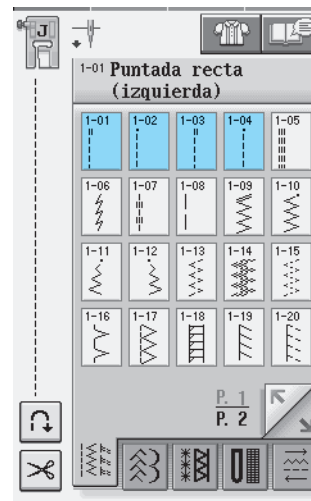 J
1-01 Puntada recta
(izquierda)
1-01 1-02 1-03 1-04 1-05
1-06 1-07 1-08 1-09 1-10
1-11 1-12 1-13 1-14 1-15
1-16 1-17 1-18 1-19 1-20
P. 1
P. 2